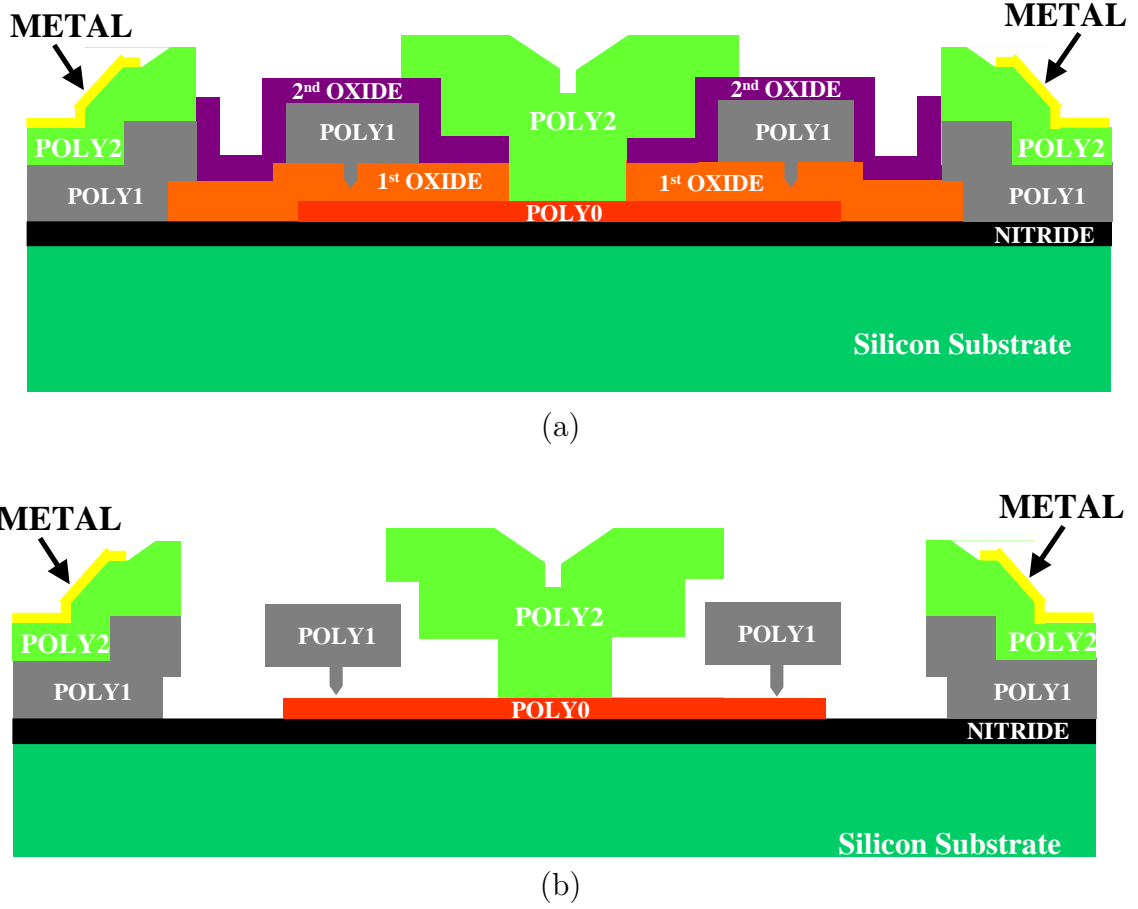 METAL
METAL
2nd OXIDE
2nd OXIDE
POLY1
POLY2
POLY1
POLY2
POLY2
POLY1
1st OXIDE
1st OXIDE
POLY1
POLY0
NITRIDE
Silicon Substrate
(a)
METAL
METAL
POLY2
POLY1
POLY1
POLY2
POLY2
POLY1
POLY1
POLY0
NITRIDE
Silicon Substrate
(b)